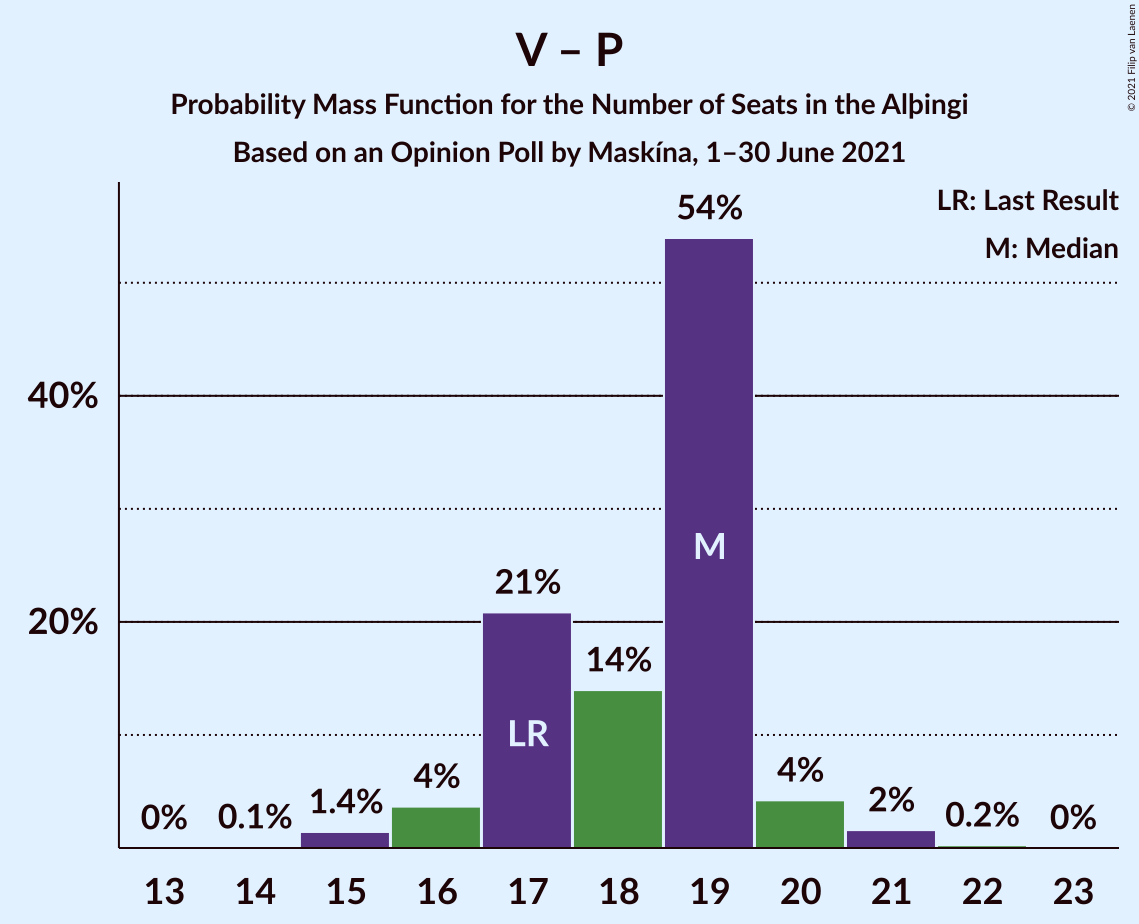 V – P
Probability Mass Function for the Number of Seats in the Alþingi
Based on an Opinion Poll by Maskína, 1–30 June 2021
© 2021 Filip van Laenen
LR: Last Result
M: Median
54%
40%
M
21%
20%
14%
LR
4%
4%
1.4%
2%
0%
0.1%
0.2%
0%
13 14 15 16 17 18 19 20 21 22 23